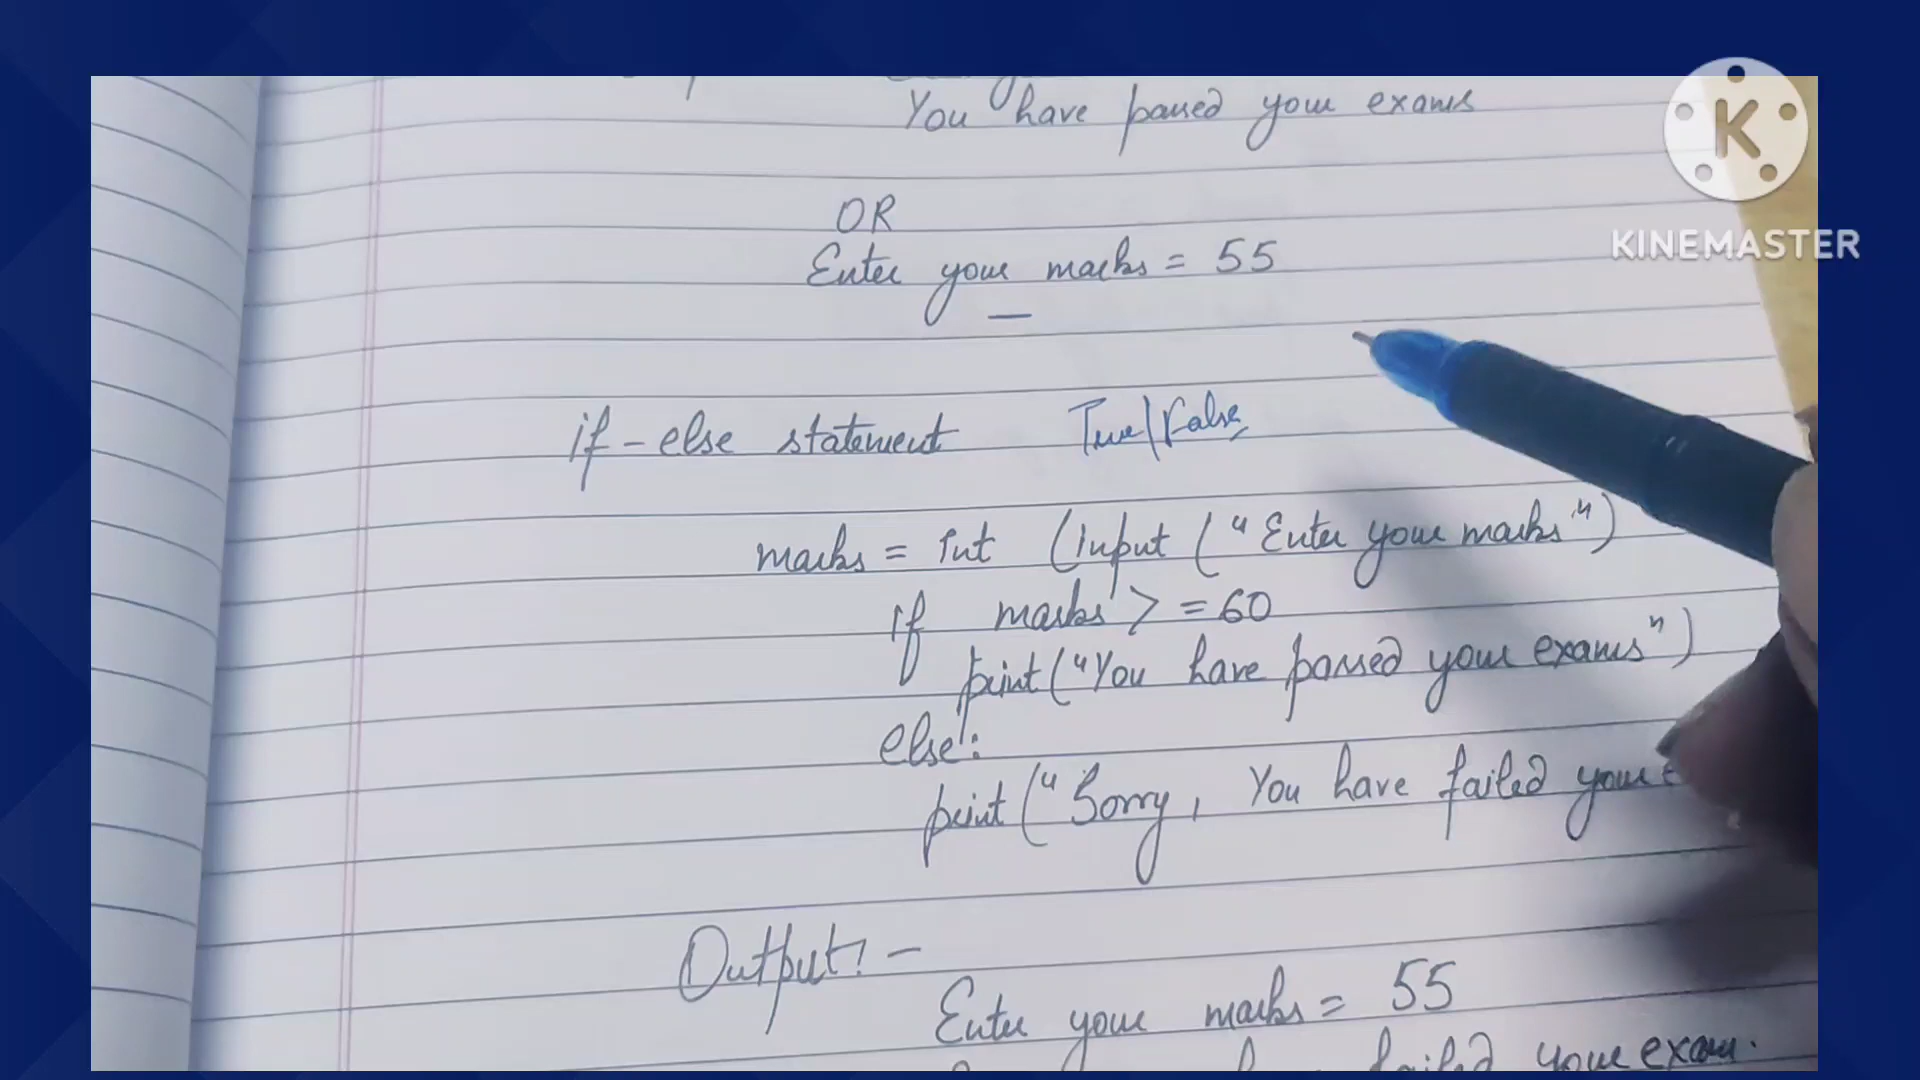 You have passed your exams
K
OR
KINEMASTER
Enter your marks = 55
—
if - else statement True|False
marks = int (input ("Enter your marks")
if marks > = 60
print("You have passed your exams")
else:
print ("Sorry, You have failed your
Output: -
Enter your marks = 55
failed your exam.